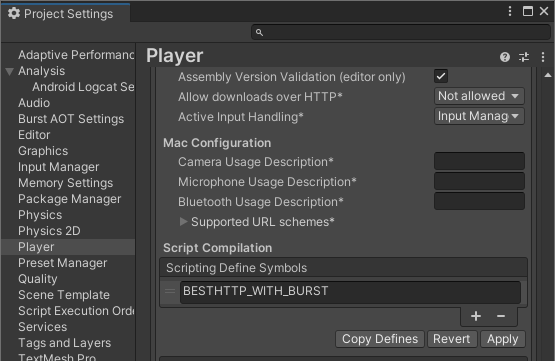 Project Settings
Adaptive Performanc
Analysis
Android Logcat Se
Audio
Burst AOT Settings
Editor
Graphics
Input Manager
Memory Settings
Package Manager
Physics
Physics 2D
Player
Preset Manager
Quality
Scene Template
Script Execution Orde
Services
Tags and Layers
TextMesh Pro
Player
Assembly Version Validation (editor only)
Allow downloads over HTTP* Not allowed
Active Input Handling* Input Manag
Mac Configuration
Camera Usage Description*
Microphone Usage Description*
Bluetooth Usage Description*
Supported URL schemes*
Script Compilation
Scripting Define Symbols
BESTHTTP_WITH_BURST
Copy Defines Revert Apply